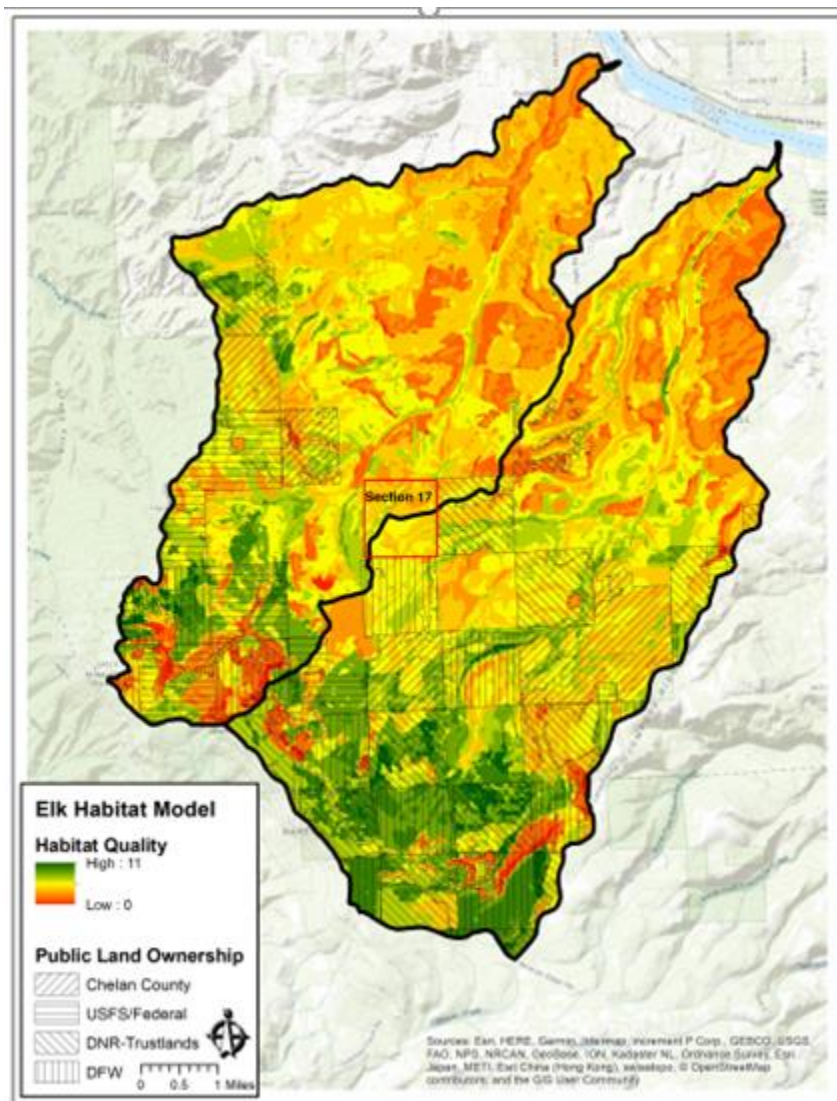 Section 17
Elk Habitat Model
Habitat Quality
High : 11
Low : 0
Public Land Ownership
Chelan County
USFS/Federal
DNR-Trustlands
DFW
0 0.5 1 Miles
Sources: Esri, HERE, Garmin, Intermap, increment P Corp., GEBCO, USGS,
FAO, NPS, NRCAN, GeoBase, IGN, Kadaster NL, Ordnance Survey, Esri
Japan, METI, Esri China (Hong Kong), swisstopo, © OpenStreetMap
contributors, and the GIS User Community